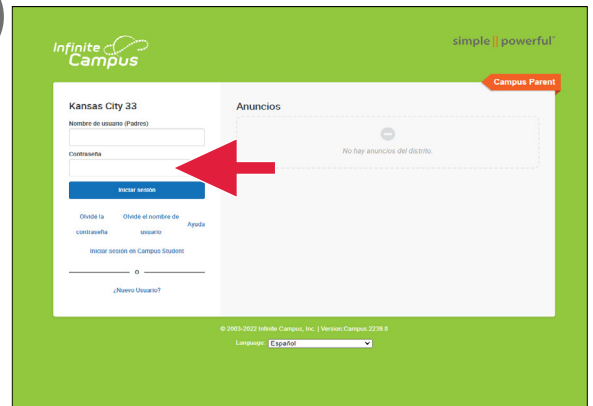 Infinite
Campus
simple || powerful
Campus Parent
Kansas City 33
Nombre de usuario (Padres)
Contraseña
Iniciar sesión
Olvidé la contraseña
Olvidé el nombre de usuario
Ayuda
Iniciar sesión en Campus Student
o
¿Nuevo Usuario?
Anuncios
No hay anuncios del distrito.
© 2003-2022 Infinite Campus, Inc. | Version:Campus.2239.8
Language: Español